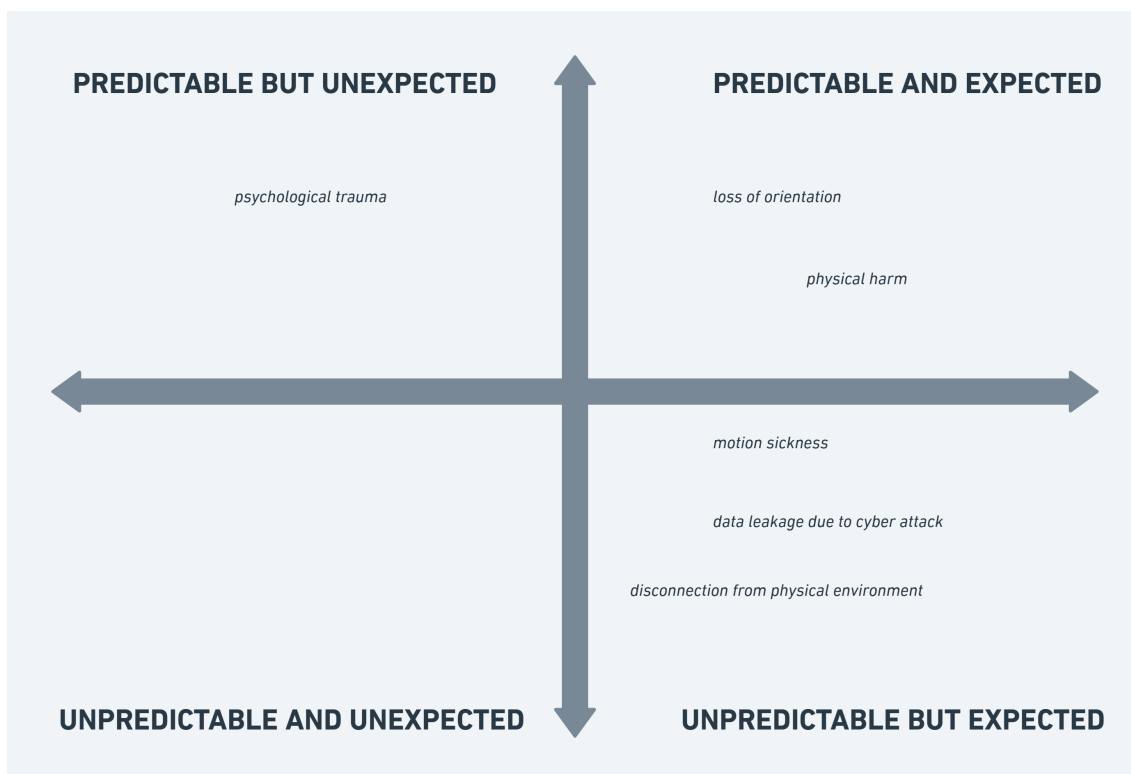 PREDICTABLE BUT UNEXPECTED
PREDICTABLE AND EXPECTED
psychological trauma
loss of orientation
physical harm
motion sickness
data leakage due to cyber attack
disconnection from physical environment
UNPREDICTABLE AND UNEXPECTED
UNPREDICTABLE BUT EXPECTED